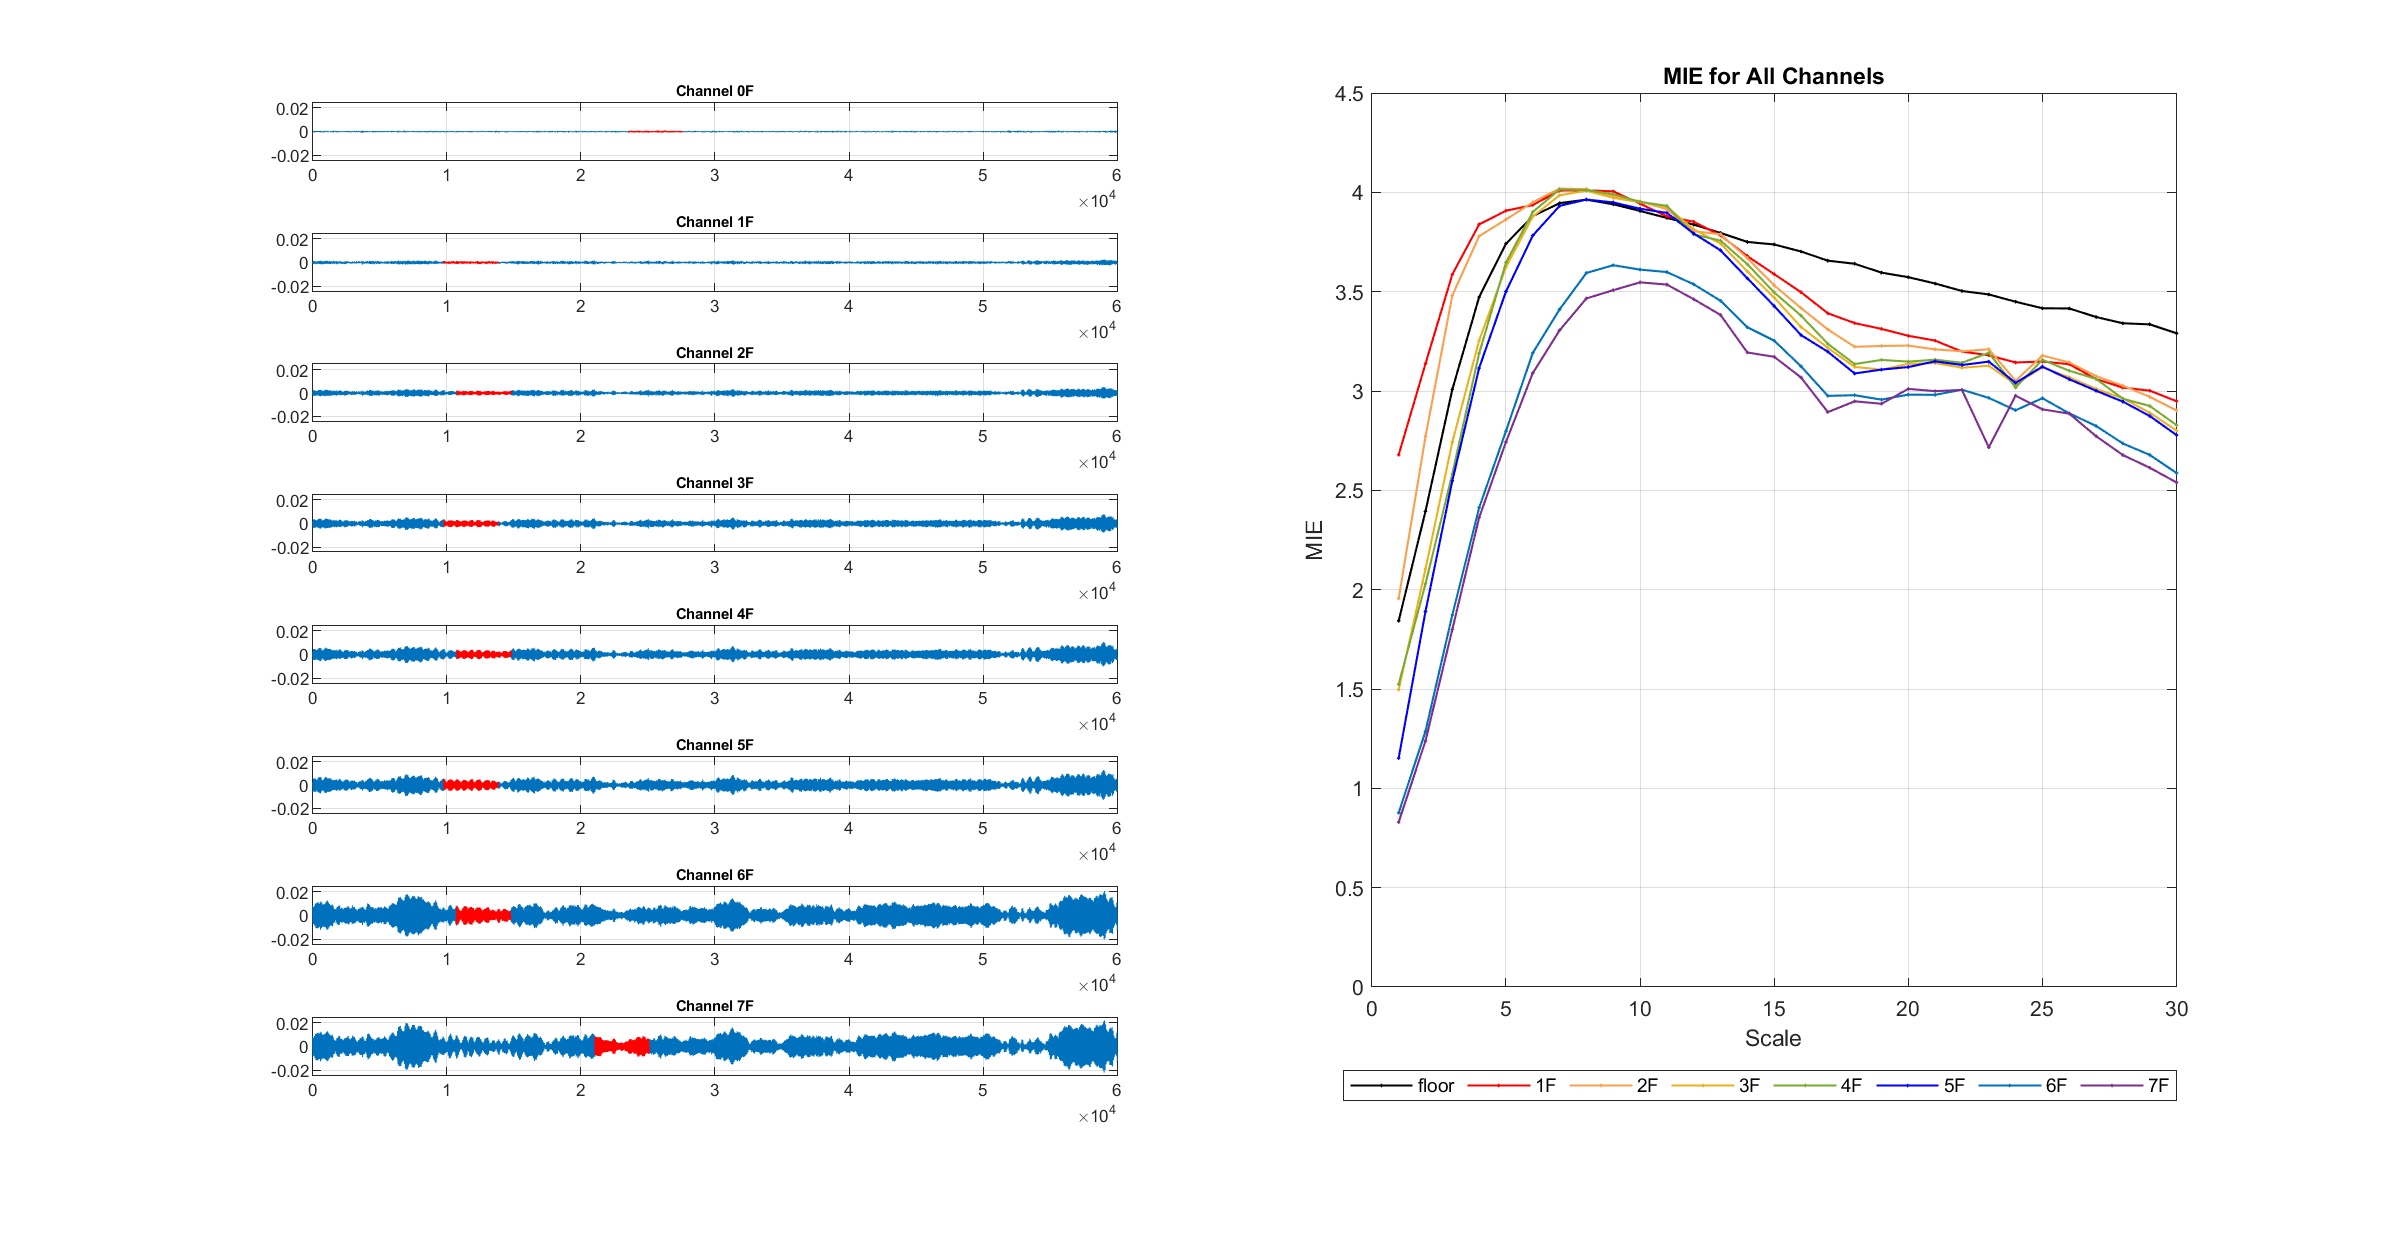 Channel 0F
0.02
0
-0.02
0 1 2 3 4 5 6
×10^4
Channel 1F
0.02
0
-0.02
0 1 2 3 4 5 6
×10^4
Channel 2F
0.02
0
-0.02
0 1 2 3 4 5 6
×10^4
Channel 3F
0.02
0
-0.02
0 1 2 3 4 5 6
×10^4
Channel 4F
0.02
0
-0.02
0 1 2 3 4 5 6
×10^4
Channel 5F
0.02
0
-0.02
0 1 2 3 4 5 6
×10^4
Channel 6F
0.02
0
-0.02
0 1 2 3 4 5 6
×10^4
Channel 7F
0.02
0
-0.02
0 1 2 3 4 5 6
×10^4
MIE for All Channels
4.5
4
3.5
3
2.5
2
1.5
1
0.5
0
MIE
0 5 10 15 20 25 30
Scale
floor 1F 2F 3F 4F 5F 6F 7F